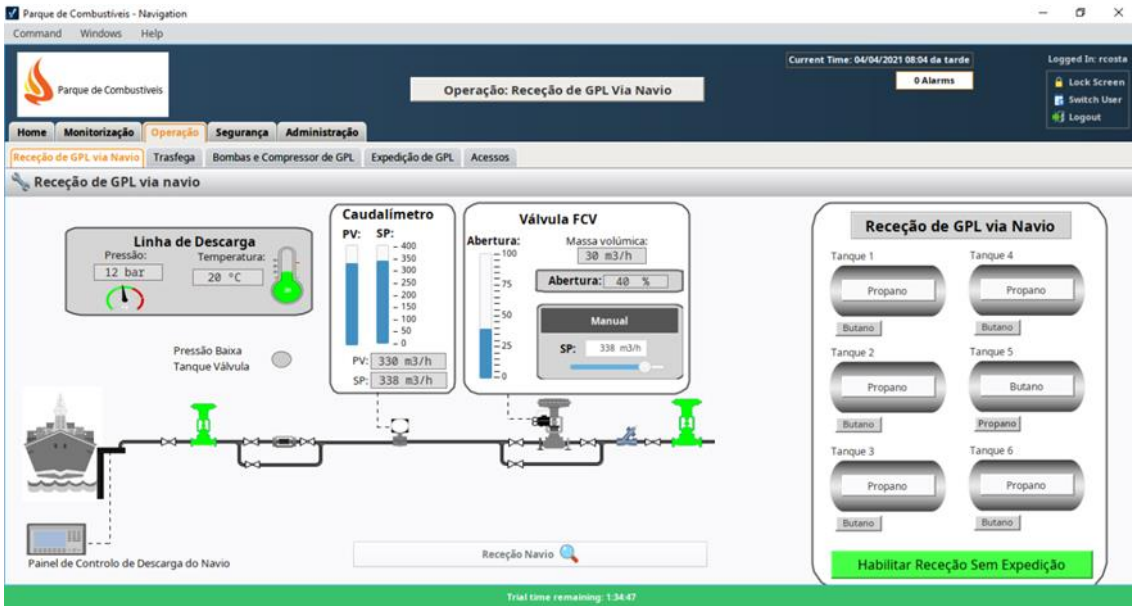 Parque de Combustíveis - Navigation
Command Windows Help
Current Time: 04/04/2021 08:04 da tarde
Logged In: rcosta
0 Alarms
Lock Screen
Switch User
Logout
Parque de Combustiveis
Operação: Receção de GPL Via Navio
Home Monitorização Operação Segurança Administração
Receção de GPL via Navio Trasfega Bombas e Compressor de GPL Expedição de GPL Acessos
Receção de GPL via navio
Linha de Descarga
Pressão: Temperatura:
12 bar 20 °C
Pressão Baixa
Tanque Válvula
Caudalímetro
PV: SP:
400
350
300
250
200
150
100
50
0
PV: 330 m3/h
SP: 338 m3/h
Válvula FCV
Abertura:
100
75
50
25
0
Massa volúmica:
30 m3/h
Abertura: 40 %
Manual
SP: 338 m3/h
Receção de GPL via Navio
Tanque 1 Tanque 4
Propano Propano
Butano Butano
Tanque 2 Tanque 5
Propano Butano
Butano Propano
Tanque 3 Tanque 6
Propano Propano
Butano Butano
Habilitar Receção Sem Expedição
Painel de Controlo de Descarga do Navio
Receção Navio
Trial time remaining: 1:34:47